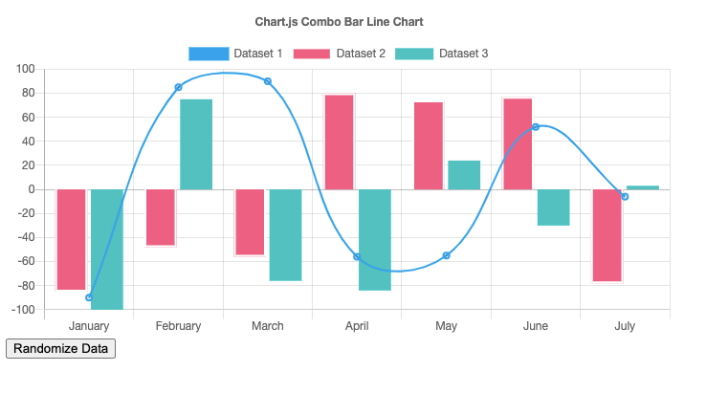 Chart.js Combo Bar Line Chart
Dataset 1 Dataset 2 Dataset 3
100
80
60
40
20
0
-20
-40
-60
-80
-100
January February March April May June July
Randomize Data